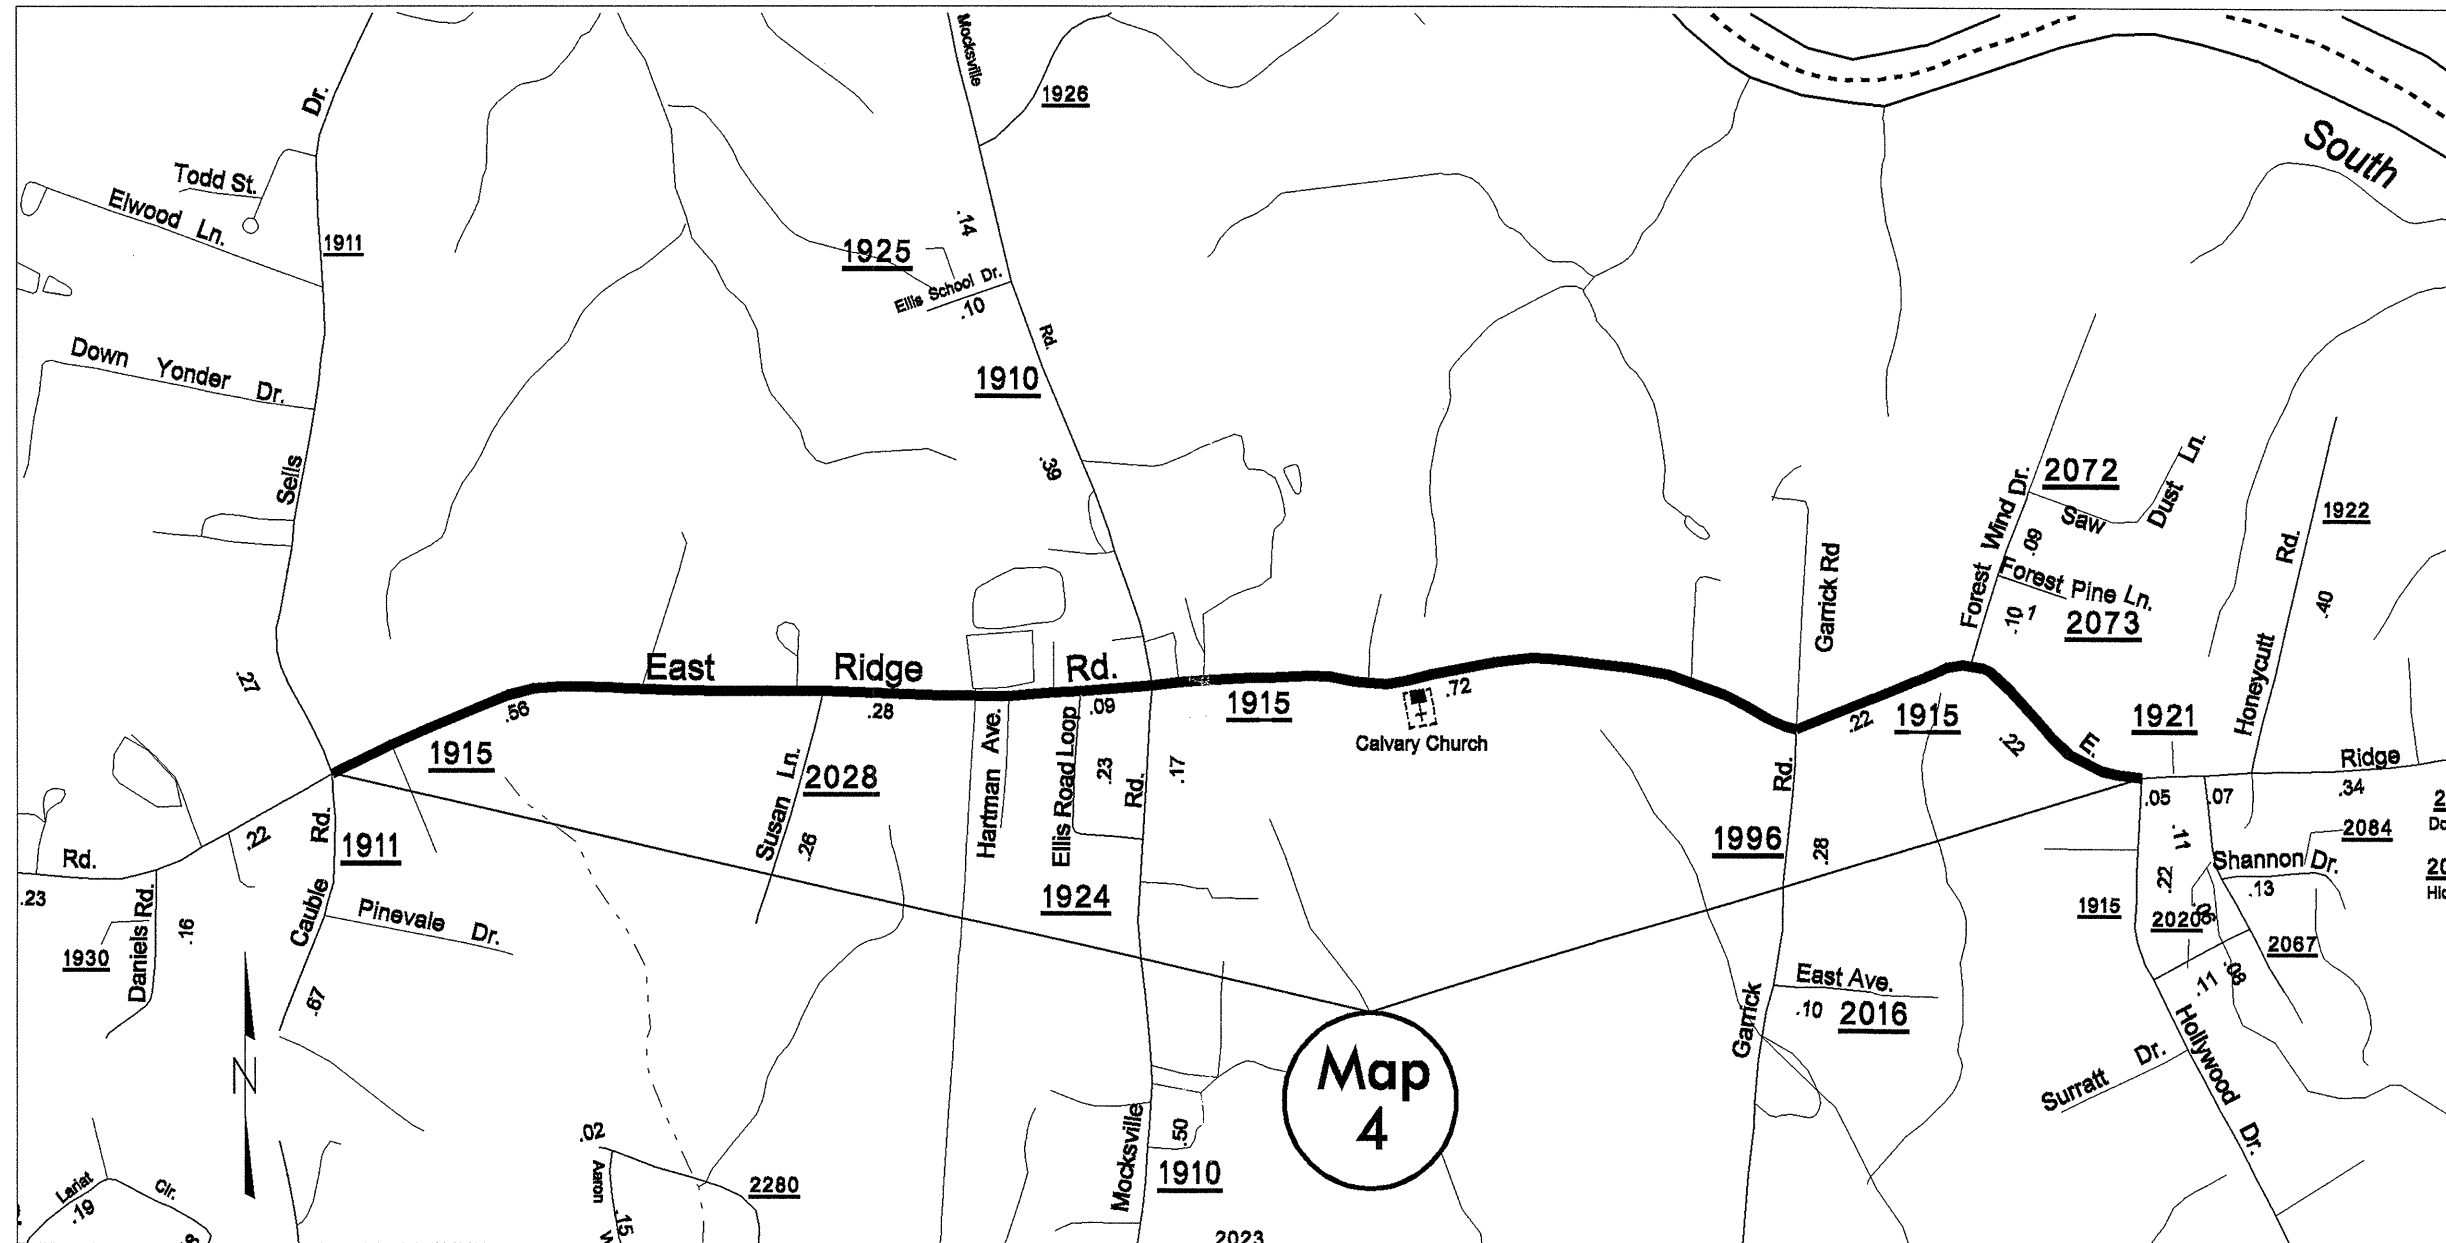 Mocksville
1926
Dr.
South
Todd St.
Elwood Ln.
1911
.14
1925
Ellis School Dr.
.10
Rd.
1910
Down Yonder Dr.
.39
Sells
2072
Saw Dust Ln.
Forest Wind Dr.
.09
1922
Rd.
Garrick Rd
Forest Pine Ln.
.10
1
2073
.40
Honeycutt
.27
East Ridge Rd.
.56
.28
.09
1915
.72
.22
1915
.22
E.
1921
Ridge
1915
Calvary Church
Susan Ln.
2028
Hartman Ave.
Ellis Road Loop
.23
Rd.
.17
Rd.
.05
.07
.34
.22
Rd.
1911
.26
1996
.28
.11
2084
Rd.
Shannon Dr.
.13
.23
Cauble
Pinevale Dr.
1924
.22
1915
2020
.06
2067
1930
Daniels Rd.
.16
.67
East Ave.
.10
2016
Garrick
.11
.08
N
Map
4
Hollywood Dr.
Surratt Dr.
Mocksville
.50
.02
Aaron
.15
2280
1910
Lariat Cir.
.19
2023